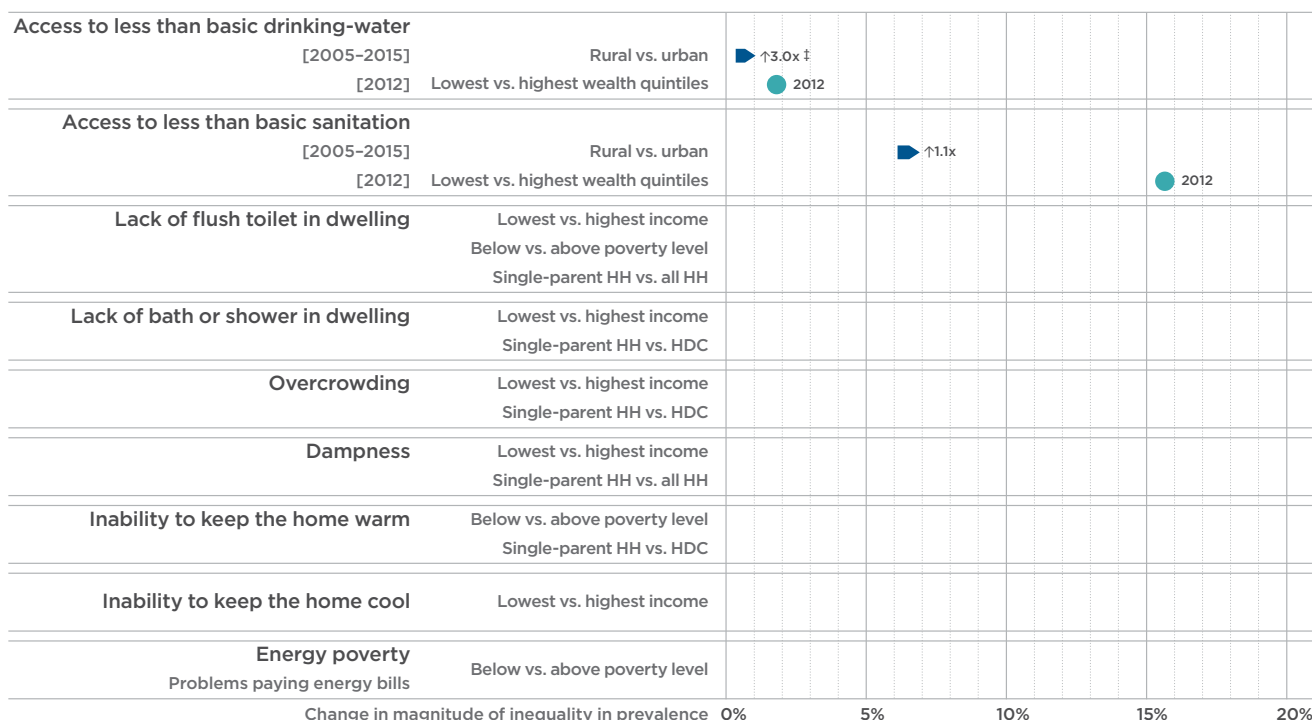 Access to less than basic drinking-water
[2005–2015] Rural vs. urban ↑3.0x ‡
[2012] Lowest vs. highest wealth quintiles 2012
Access to less than basic sanitation
[2005–2015] Rural vs. urban ↑1.1x
[2012] Lowest vs. highest wealth quintiles 2012
Lack of flush toilet in dwelling Lowest vs. highest income
Below vs. above poverty level
Single-parent HH vs. all HH
Lack of bath or shower in dwelling Lowest vs. highest income
Single-parent HH vs. HDC
Overcrowding Lowest vs. highest income
Single-parent HH vs. HDC
Dampness Lowest vs. highest income
Single-parent HH vs. all HH
Inability to keep the home warm Below vs. above poverty level
Single-parent HH vs. HDC
Inability to keep the home cool Lowest vs. highest income
Energy poverty
Below vs. above poverty level
Problems paying energy bills
Change in magnitude of inequality in prevalence 0% 5% 10% 15% 20%